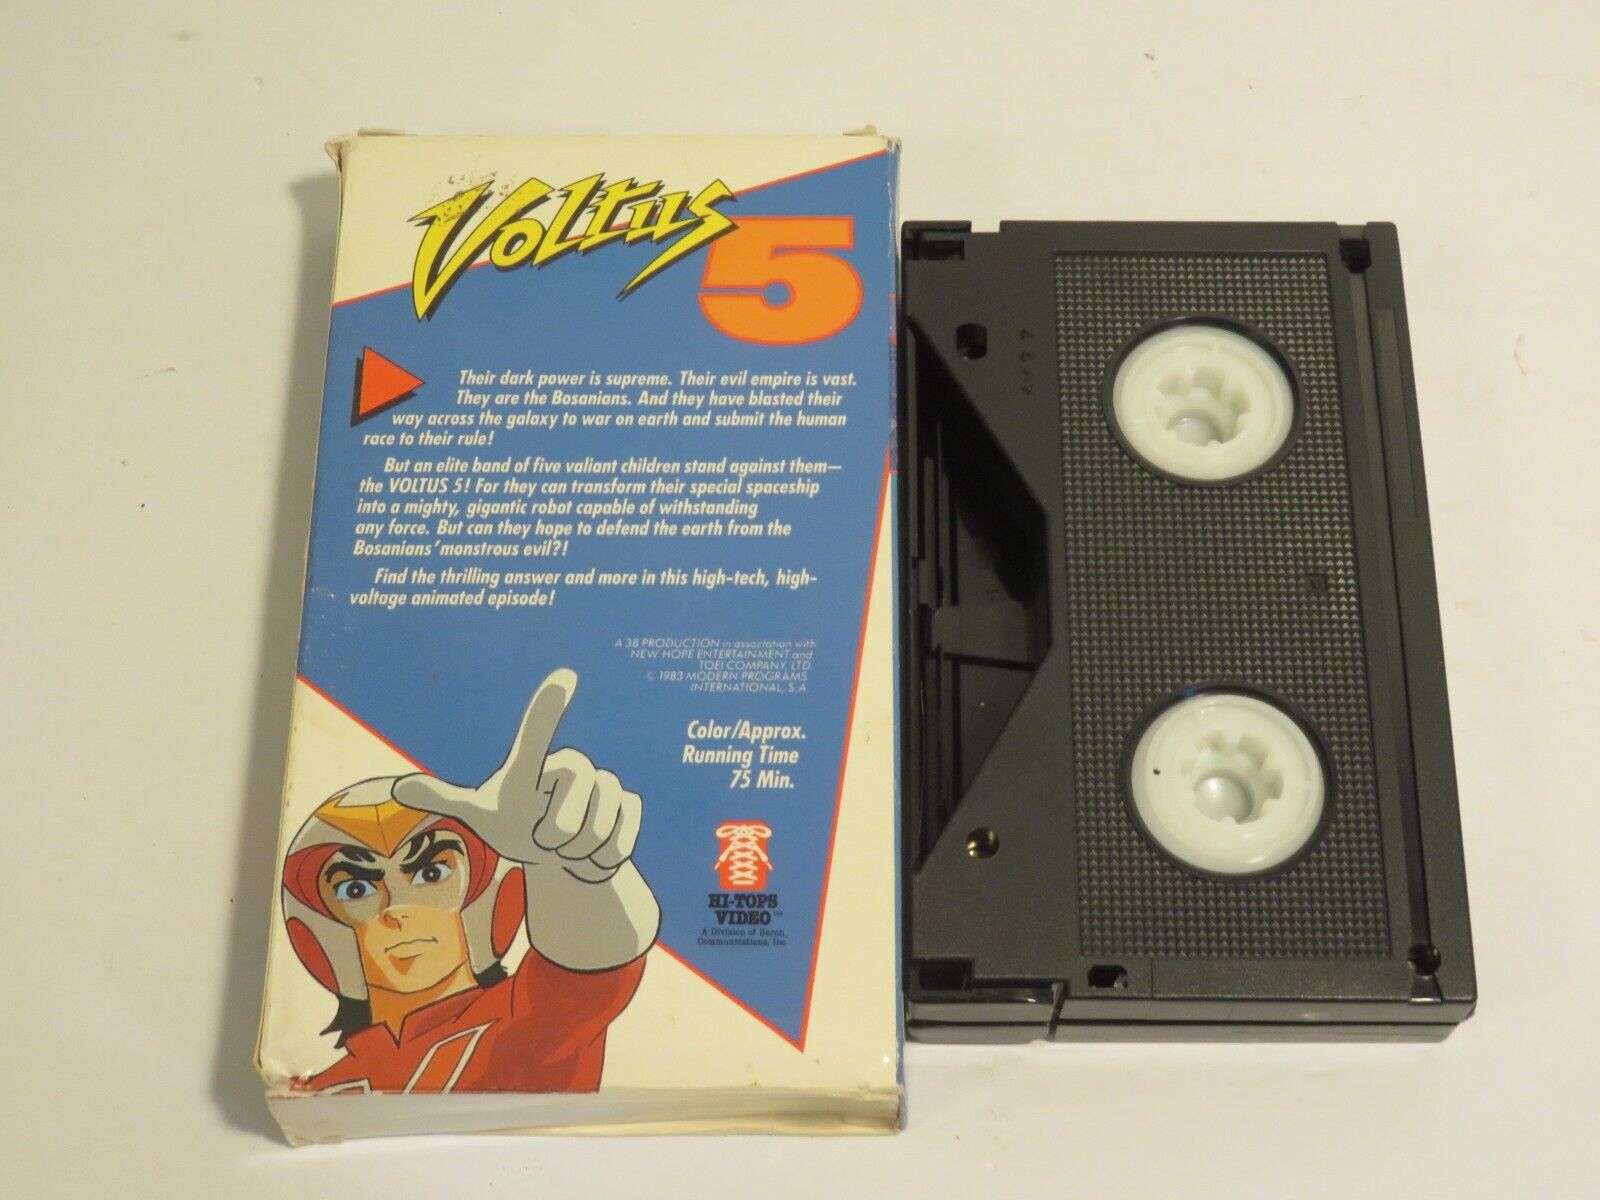 VOLTUS
5
Their dark power is supreme. Their evil empire is vast.
They are the Bosanians. And they have blasted their
way across the galaxy to war on earth and submit the human
race to their rule!
But an elite band of five valiant children stand against them—
the VOLTUS 5! For they can transform their special spaceship
into a mighty, gigantic robot capable of withstanding
any force. But can they hope to defend the earth from the
Bosanians' monstrous evil?!
Find the thrilling answer and more in this high-tech, high-
voltage animated episode!
A 3B PRODUCTION in association with
NEW HOPE ENTERTAINMENT and
TOEI COMPANY, LTD.
© 1983 MODERN PROGRAMS
INTERNATIONAL, S.A.
Color/Approx.
Running Time
75 Min.
HI-TOPS
VIDEO™
A Division of Heron
Communications, Inc.